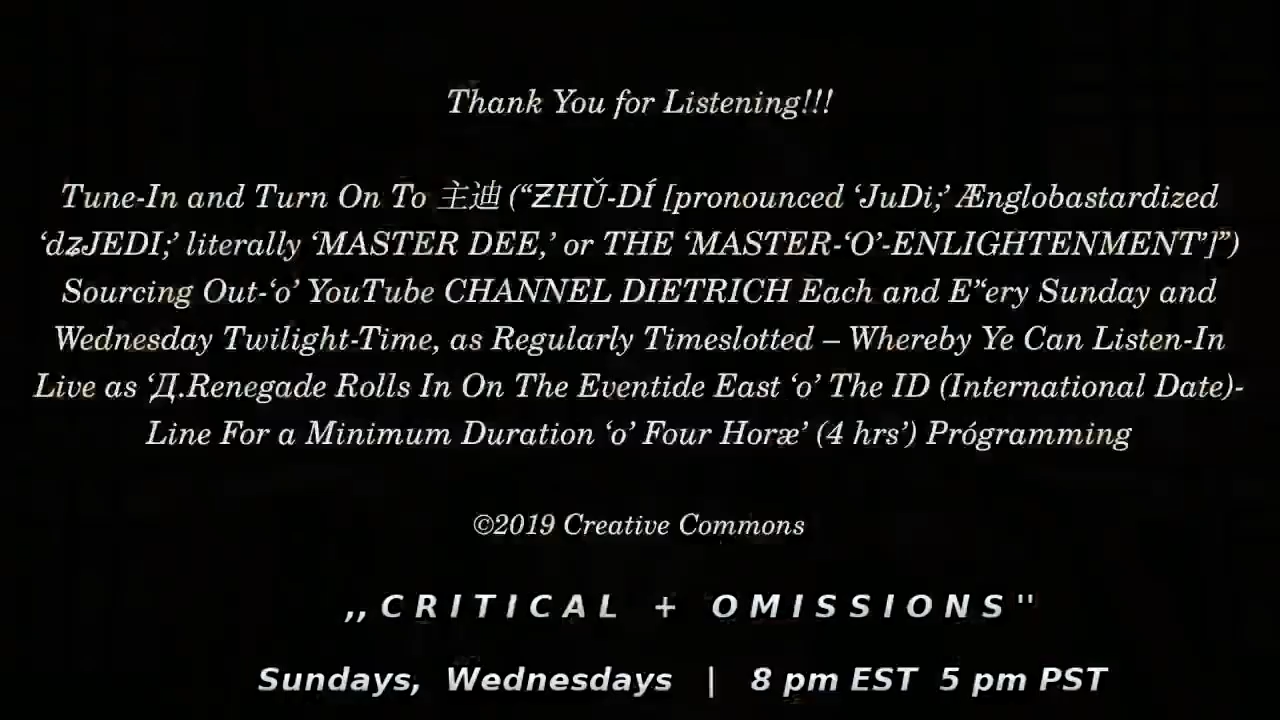 Thank You for Listening!!!
Tune-In and Turn On To 主迪 (“ƵHǓ-DÍ [pronounced ‘JuDi;’ Ænglobastardized
‘dʑJEDI;’ literally ‘MASTER DEE,’ or THE ‘MASTER-‘O’-ENLIGHTENMENT’]”)
Sourcing Out-‘o’ YouTube CHANNEL DIETRICH Each and E”ery Sunday and
Wednesday Twilight-Time, as Regularly Timeslotted – Whereby Ye Can Listen-In
Live as ‘Д.Renegade Rolls In On The Eventide East ‘o’ The ID (International Date)-
Line For a Minimum Duration ‘o’ Four Horæ’ (4 hrs’) Prógramming
©2019 Creative Commons
,,CRITICAL + OMISSIONS"
Sundays, Wednesdays | 8 pm EST 5 pm PST